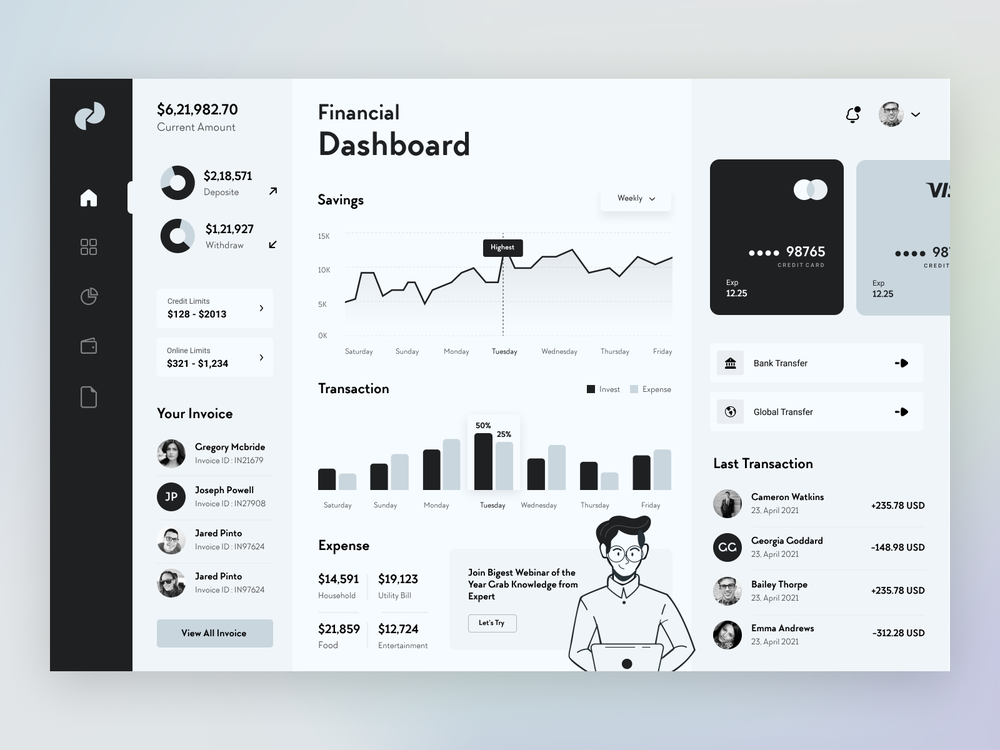 $6,21,982.70
Current Amount
$2,18,571
Deposite
$1,21,927
Withdraw
Credit Limits
$128 - $2013
Online Limits
$321 - $1,234
Your Invoice
Gregory Mcbride
Invoice ID : IN21679
JP
Joseph Powell
Invoice ID : IN27908
Jared Pinto
Invoice ID : IN97624
Jared Pinto
Invoice ID : IN97624
View All Invoice
Financial
Dashboard
Savings
Weekly
Highest
15K
10K
5K
0K
Saturday Sunday Monday Tuesday Wednesday Thursday Friday
Transaction
Invest Expense
50%
25%
Saturday Sunday Monday Tuesday Wednesday Thursday Friday
Expense
$14,591 $19,123
Household Utility Bill
$21,859 $12,724
Food Entertainment
Join Bigest Webinar of the
Year Grab Knowledge from
Expert
Let's Try
•••• 98765
CREDIT CARD
Exp
12.25
VIS
•••• 987
CREDIT
Exp
12.25
Bank Transfer
Global Transfer
Last Transaction
Cameron Watkins
23. April 2021
+235.78 USD
GG
Georgia Goddard
23. April 2021
-148.98 USD
Bailey Thorpe
23. April 2021
+235.78 USD
Emma Andrews
23. April 2021
-312.28 USD